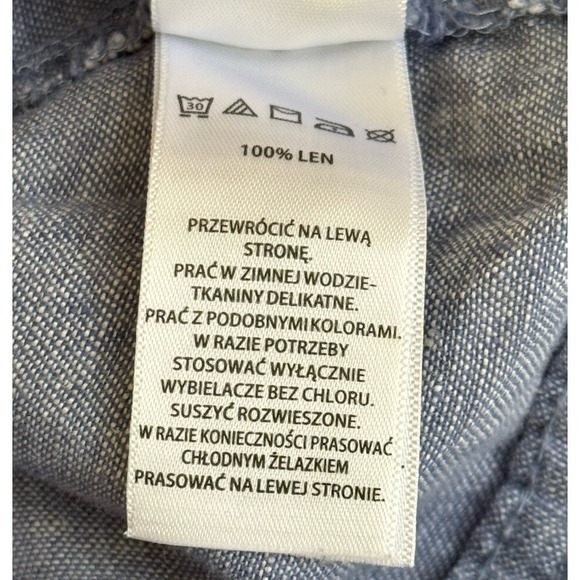 30
100% LEN
PRZEWRÓCIĆ NA LEWĄ
STRONĘ.
PRAĆ W ZIMNEJ WODZIE-
TKANINY DELIKATNE.
PRAĆ Z PODOBNYMI KOLORAMI.
W RAZIE POTRZEBY
STOSOWAĆ WYŁĄCZNIE
WYBIELACZE BEZ CHLORU.
SUSZYĆ ROZWIESZONE.
W RAZIE KONIECZNOŚCI PRASOWAĆ
CHŁODNYM ŻELAZKIEM
PRASOWAĆ NA LEWEJ STRONIE.